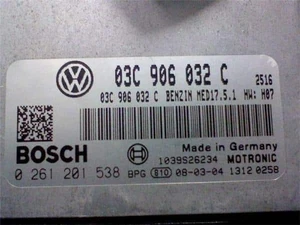 03C 906 032 C
2516
03C 906 032 C BENZIN MED17.5.1 HW: H07
BOSCH
Made in Germany
1039S26234 MOTRONIC
0 261 201 538 BPG 810 08-03-04 1312 0258